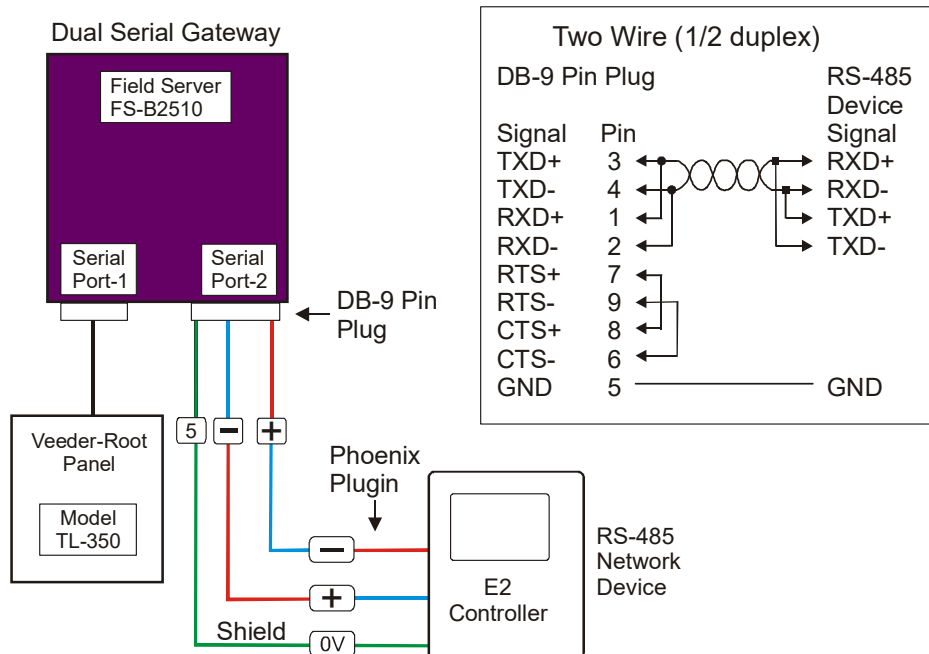 Dual Serial Gateway
Field Server
FS-B2510
Serial
Port-1
Serial
Port-2
DB-9 Pin
Plug
5
−
+
Veeder-Root
Panel
Model
TL-350
Phoenix
Plugin
−
+
Shield
0V
E2
Controller
RS-485
Network
Device
Two Wire (1/2 duplex)
DB-9 Pin Plug
RS-485
Device
Signal Pin Signal
TXD+ 3 RXD+
TXD- 4 RXD-
RXD+ 1 TXD+
RXD- 2 TXD-
RTS+ 7
RTS- 9
CTS+ 8
CTS- 6
GND 5 GND